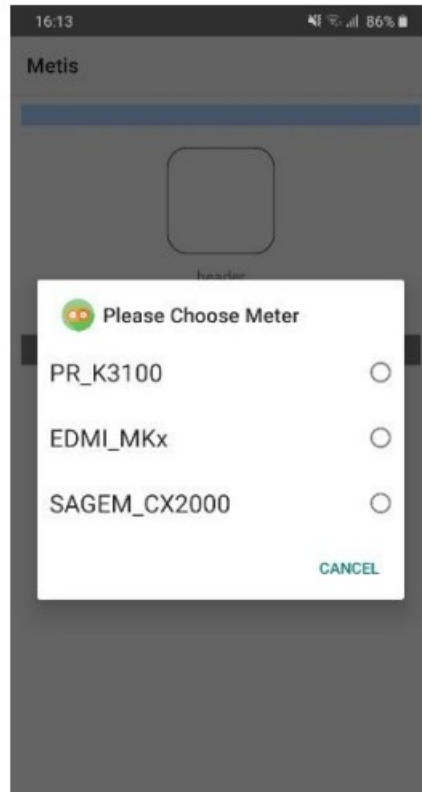 16:13 86%
Metis
header
Please Choose Meter
PR_K3100
EDMI_MKx
SAGEM_CX2000
CANCEL